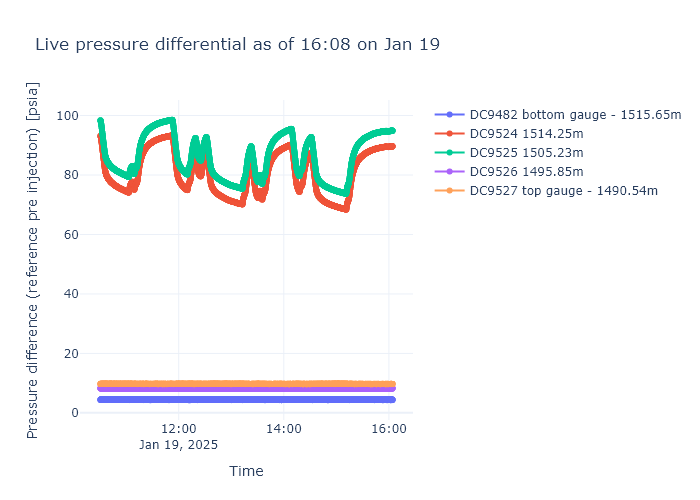 Live pressure differential as of 16:08 on Jan 19
Pressure difference (reference pre injection) [psia]
100
80
60
40
20
0
12:00
Jan 19, 2025
14:00
16:00
Time
DC9482 bottom gauge - 1515.65m
DC9524 1514.25m
DC9525 1505.23m
DC9526 1495.85m
DC9527 top gauge - 1490.54m